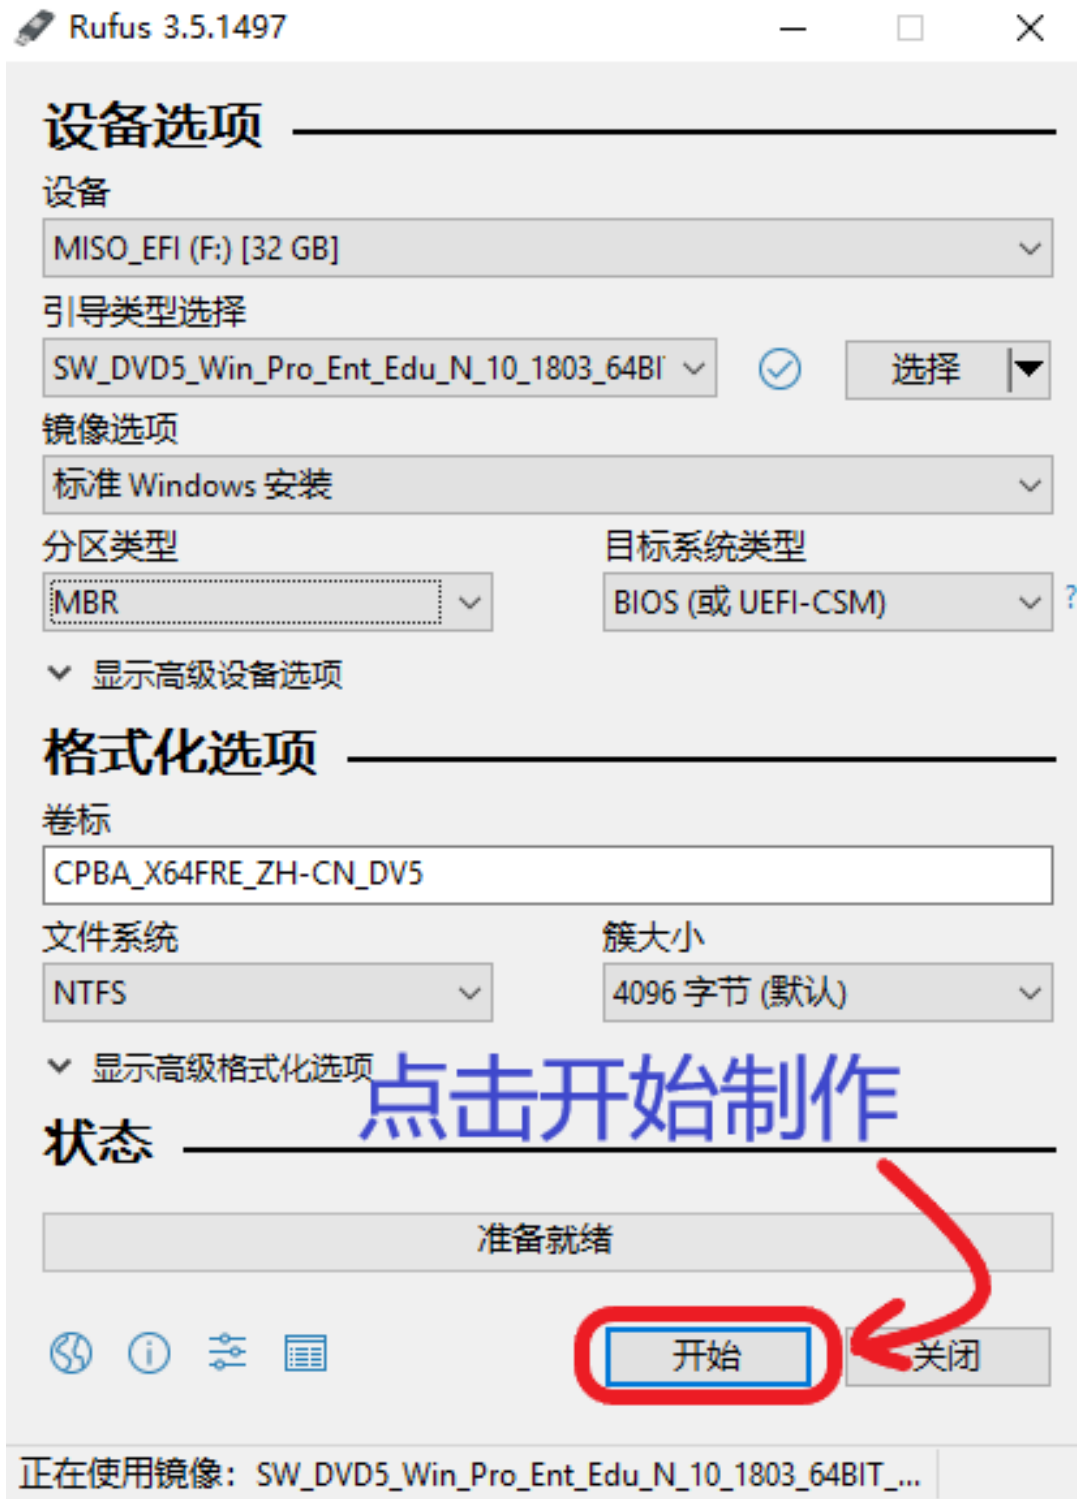 Rufus 3.5.1497
设备选项
设备
MISO_EFI (F:) [32 GB]
引导类型选择
SW_DVD5_Win_Pro_Ent_Edu_N_10_1803_64BI
选择
镜像选项
标准 Windows 安装
分区类型
目标系统类型
MBR
BIOS (或 UEFI-CSM)
?
显示高级设备选项
格式化选项
卷标
CPBA_X64FRE_ZH-CN_DV5
文件系统
簇大小
NTFS
4096 字节 (默认)
显示高级格式化选项
点击开始制作
状态
准备就绪
开始
关闭
正在使用镜像: SW_DVD5_Win_Pro_Ent_Edu_N_10_1803_64BIT_...